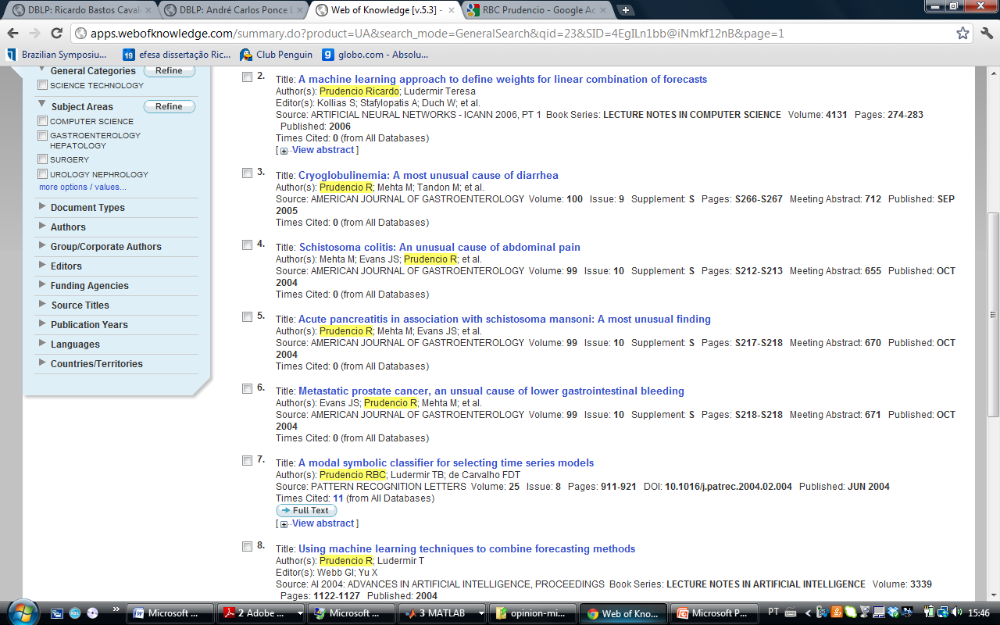 DBLP: Ricardo Bastos Caval
DBLP: André Carlos Ponce
Web of Knowledge [v.5.3] -
RBC Prudencio - Google Ac
apps.webofknowledge.com/summary.do?product=UA&search_mode=GeneralSearch&qid=23&SID=4EgILn1bb@iNmkf12nB&page=1
Brazilian Symposiu...
19 efesa dissertação Ric...
Club Penguin
g globo.com - Absolu...
General Categories
Refine
SCIENCE TECHNOLOGY
Subject Areas
Refine
COMPUTER SCIENCE
GASTROENTEROLOGY
HEPATOLOGY
SURGERY
UROLOGY NEPHROLOGY
more options / values...
Document Types
Authors
Group/Corporate Authors
Editors
Funding Agencies
Source Titles
Publication Years
Languages
Countries/Territories
2. Title: A machine learning approach to define weights for linear combination of forecasts
Author(s): Prudencio Ricardo; Ludermir Teresa
Editor(s): Kollias S; Stafylopatis A; Duch W; et al.
Source: ARTIFICIAL NEURAL NETWORKS - ICANN 2006, PT 1 Book Series: LECTURE NOTES IN COMPUTER SCIENCE Volume: 4131 Pages: 274-283
Published: 2006
Times Cited: 0 (from All Databases)
[ View abstract ]
3. Title: Cryoglobulinemia: A most unusual cause of diarrhea
Author(s): Prudencio R; Mehta M; Tandon M; et al.
Source: AMERICAN JOURNAL OF GASTROENTEROLOGY Volume: 100 Issue: 9 Supplement: S Pages: S266-S267 Meeting Abstract: 712 Published: SEP
2005
Times Cited: 0 (from All Databases)
4. Title: Schistosoma colitis: An unusual cause of abdominal pain
Author(s): Mehta M; Evans JS; Prudencio R; et al.
Source: AMERICAN JOURNAL OF GASTROENTEROLOGY Volume: 99 Issue: 10 Supplement: S Pages: S212-S213 Meeting Abstract: 655 Published: OCT
2004
Times Cited: 0 (from All Databases)
5. Title: Acute pancreatitis in association with schistosoma mansoni: A most unusual finding
Author(s): Prudencio R; Mehta M; Evans JS; et al.
Source: AMERICAN JOURNAL OF GASTROENTEROLOGY Volume: 99 Issue: 10 Supplement: S Pages: S217-S218 Meeting Abstract: 670 Published: OCT
2004
Times Cited: 0 (from All Databases)
6. Title: Metastatic prostate cancer, an unsual cause of lower gastrointestinal bleeding
Author(s): Evans JS; Prudencio R; Mehta M; et al.
Source: AMERICAN JOURNAL OF GASTROENTEROLOGY Volume: 99 Issue: 10 Supplement: S Pages: S218-S218 Meeting Abstract: 671 Published: OCT
2004
Times Cited: 0 (from All Databases)
7. Title: A modal symbolic classifier for selecting time series models
Author(s): Prudencio RBC; Ludermir TB; de Carvalho FDT
Source: PATTERN RECOGNITION LETTERS Volume: 25 Issue: 8 Pages: 911-921 DOI: 10.1016/j.patrec.2004.02.004 Published: JUN 2004
Times Cited: 11 (from All Databases)
Full Text
[ View abstract ]
8. Title: Using machine learning techniques to combine forecasting methods
Author(s): Prudencio R; Ludermir T
Editor(s): Webb GI; Yu X
Source: AI 2004: ADVANCES IN ARTIFICIAL INTELLIGENCE, PROCEEDINGS Book Series: LECTURE NOTES IN ARTIFICIAL INTELLIGENCE Volume: 3339
Pages: 1122-1127 Published: 2004
Microsoft ...
2 Adobe ...
Microsoft ...
3 MATLAB
opinion-mi...
Web of Kno...
Microsoft P...
PT
15:46